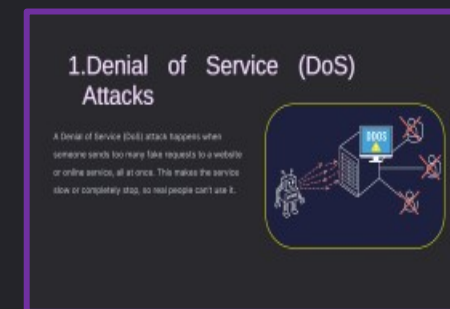 1.Denial of Service (DoS)
Attacks
A Denial of Service (DoS) attack happens when
someone sends too many fake requests to a website
or online service, all at once. This makes the service
slow or completely stop, so real people can't use it.
DDOS